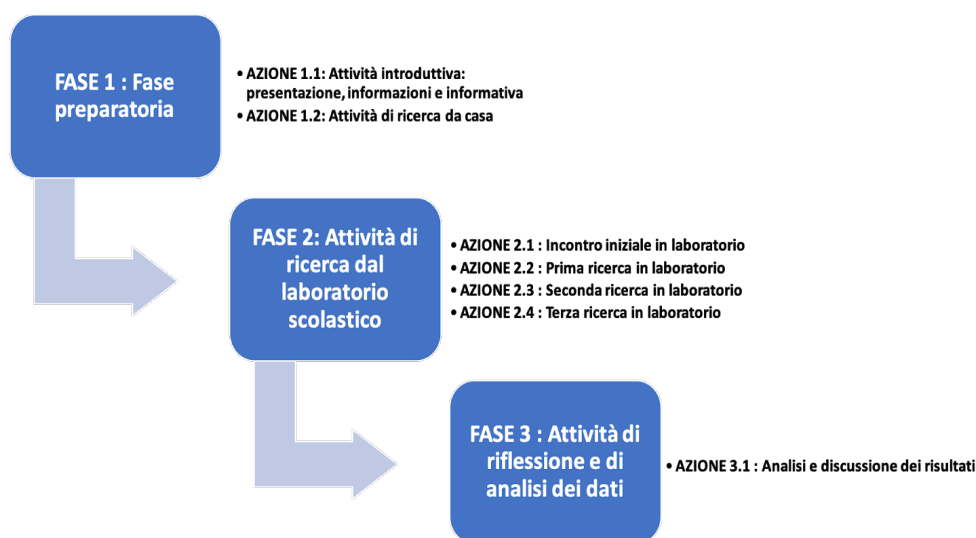 FASE 1 : Fase
preparatoria
• AZIONE 1.1: Attività introduttiva:
presentazione, informazioni e informativa
• AZIONE 1.2: Attività di ricerca da casa
FASE 2: Attività di
ricerca dal
laboratorio
scolastico
• AZIONE 2.1 : Incontro iniziale in laboratorio
• AZIONE 2.2 : Prima ricerca in laboratorio
• AZIONE 2.3 : Seconda ricerca in laboratorio
• AZIONE 2.4 : Terza ricerca in laboratorio
FASE 3 : Attività di
riflessione e di
analisi dei dati
• AZIONE 3.1 : Analisi e discussione dei risultati